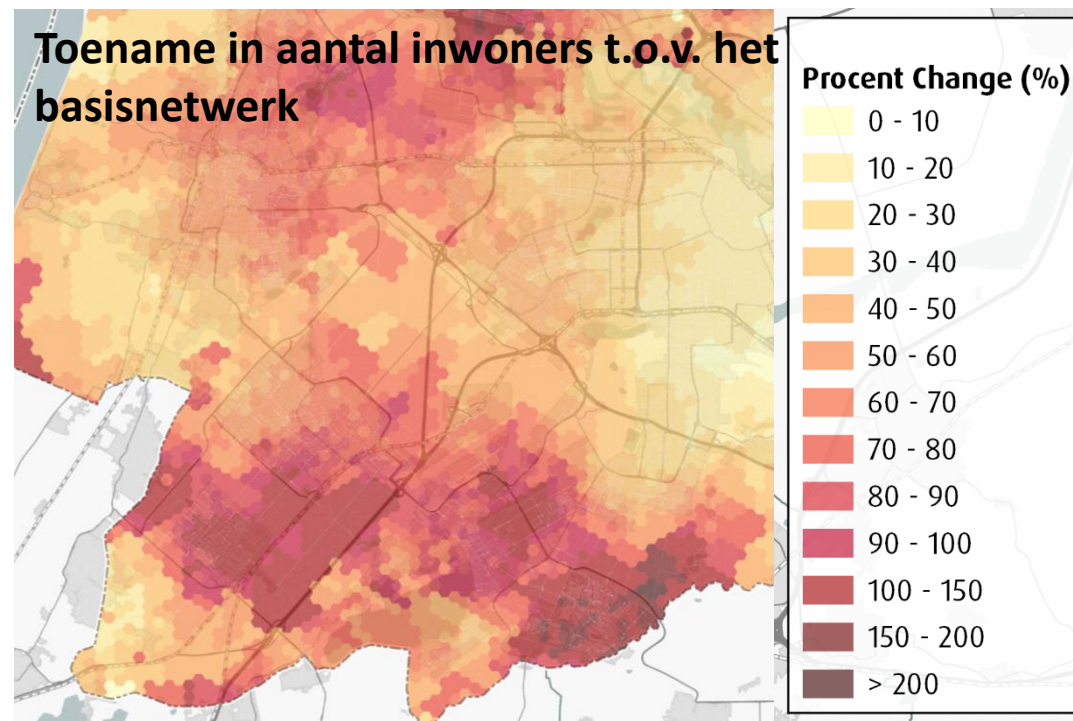 Toename in aantal inwoners t.o.v. het
basisnetwerk
Procent Change (%)
0 - 10
10 - 20
20 - 30
30 - 40
40 - 50
50 - 60
60 - 70
70 - 80
80 - 90
90 - 100
100 - 150
150 - 200
> 200